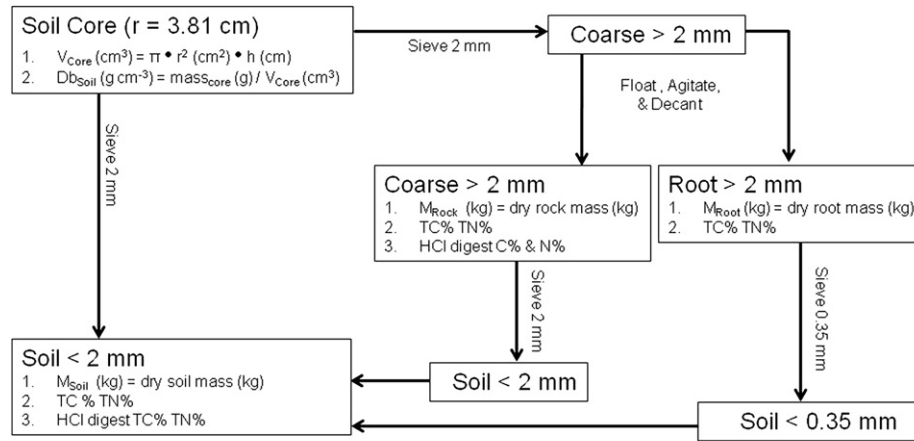 Soil Core (r = 3.81 cm)
1. V_Core (cm³) = π • r² (cm²) • h (cm)
2. Db_Soil (g cm⁻³) = mass_core (g) / V_Core (cm³)
Sieve 2 mm
Coarse > 2 mm
Float , Agitate,
& Decant
Sieve 2 mm
Coarse > 2 mm
1. M_Rock (kg) = dry rock mass (kg)
2. TC% TN%
3. HCl digest C% & N%
Root > 2 mm
1. M_Root (kg) = dry root mass (kg)
2. TC% TN%
Sieve 2 mm
Sieve 0.35 mm
Soil < 2 mm
1. M_Soil (kg) = dry soil mass (kg)
2. TC % TN%
3. HCl digest TC% TN%
Soil < 2 mm
Soil < 0.35 mm